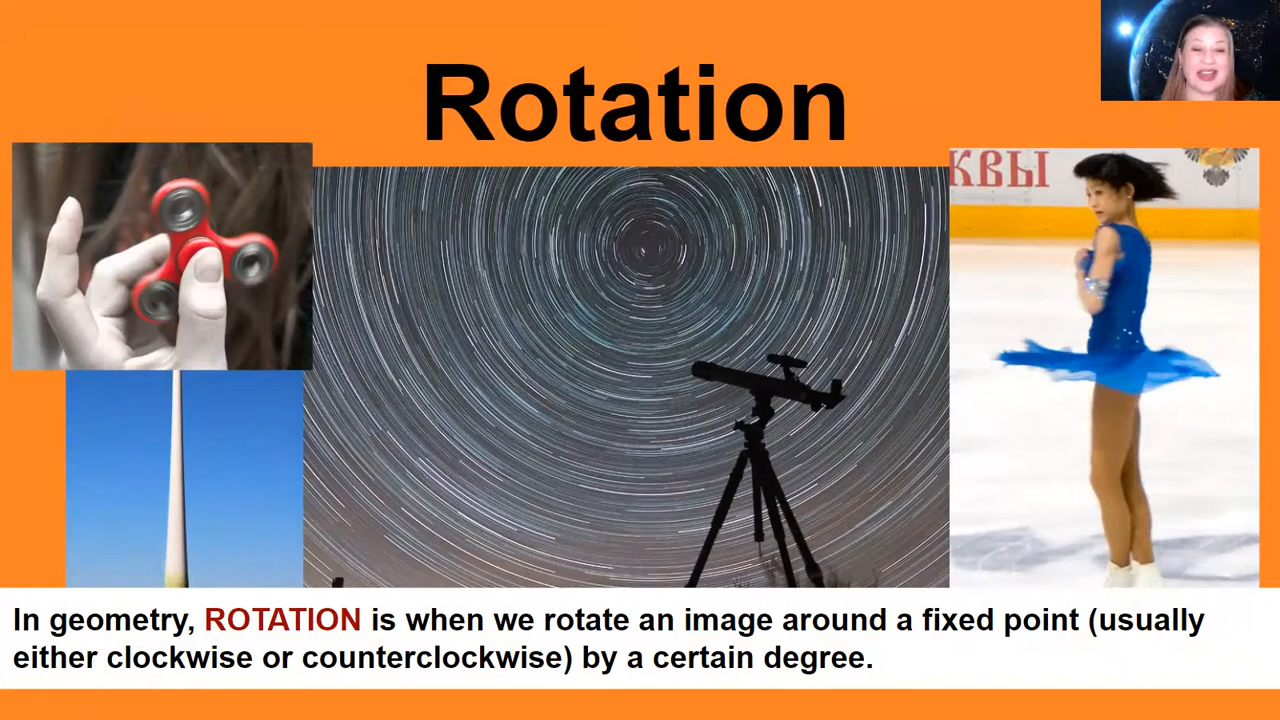 Rotation
КВЫ
In geometry, ROTATION is when we rotate an image around a fixed point (usually
either clockwise or counterclockwise) by a certain degree.